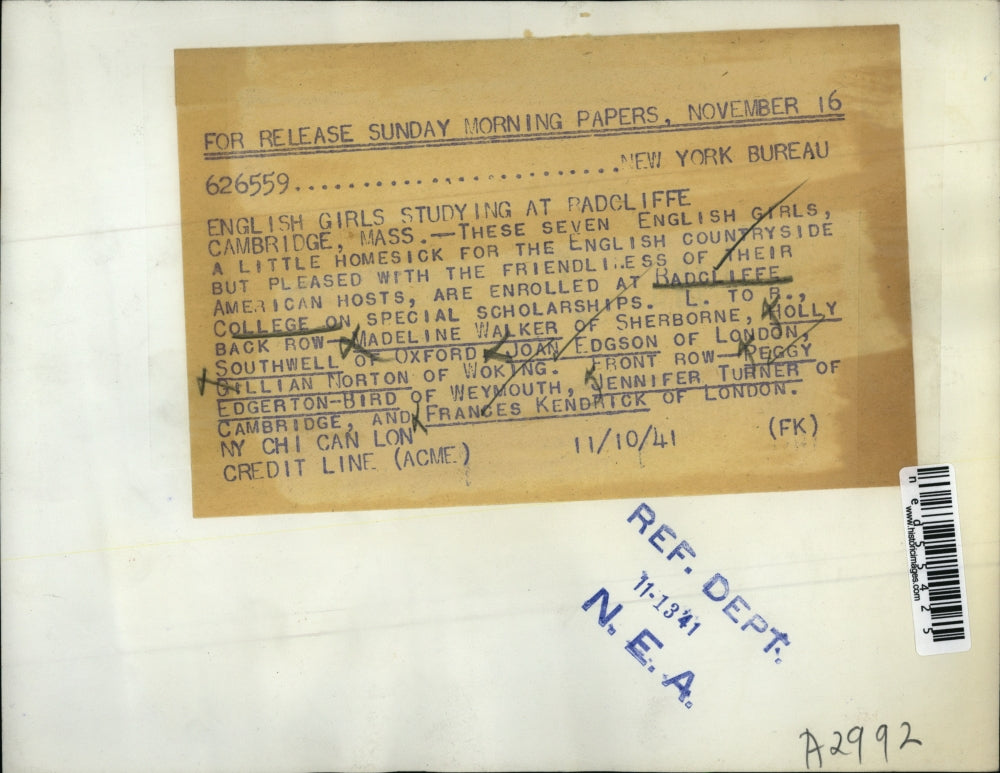 FOR RELEASE SUNDAY MORNING PAPERS, NOVEMBER 16
626559.........................NEW YORK BUREAU
ENGLISH GIRLS STUDYING AT RADCLIFFE
CAMBRIDGE, MASS.—THESE SEVEN ENGLISH GIRLS,
A LITTLE HOMESICK FOR THE ENGLISH COUNTRYSIDE
BUT PLEASED WITH THE FRIENDLINESS OF THEIR
AMERICAN HOSTS, ARE ENROLLED AT RADCLIFFE
COLLEGE ON SPECIAL SCHOLARSHIPS. L. TO R.,
BACK ROW—MADELINE WALKER OF SHERBORNE, HOLLY
SOUTHWELL OF OXFORD, JOAN EDGSON OF LONDON,
GILLIAN NORTON OF WOKING. FRONT ROW—PEGGY
EDGERTON-BIRD OF WEYMOUTH, JENNIFER TURNER OF
CAMBRIDGE, AND FRANCES KENDRICK OF LONDON.
NY CHI CAN LON 11/10/41 (FK)
CREDIT LINE (ACME)
REF. DEPT.
11-13'41
N. E. A.
ned55425
www.historicimages.com
A2992